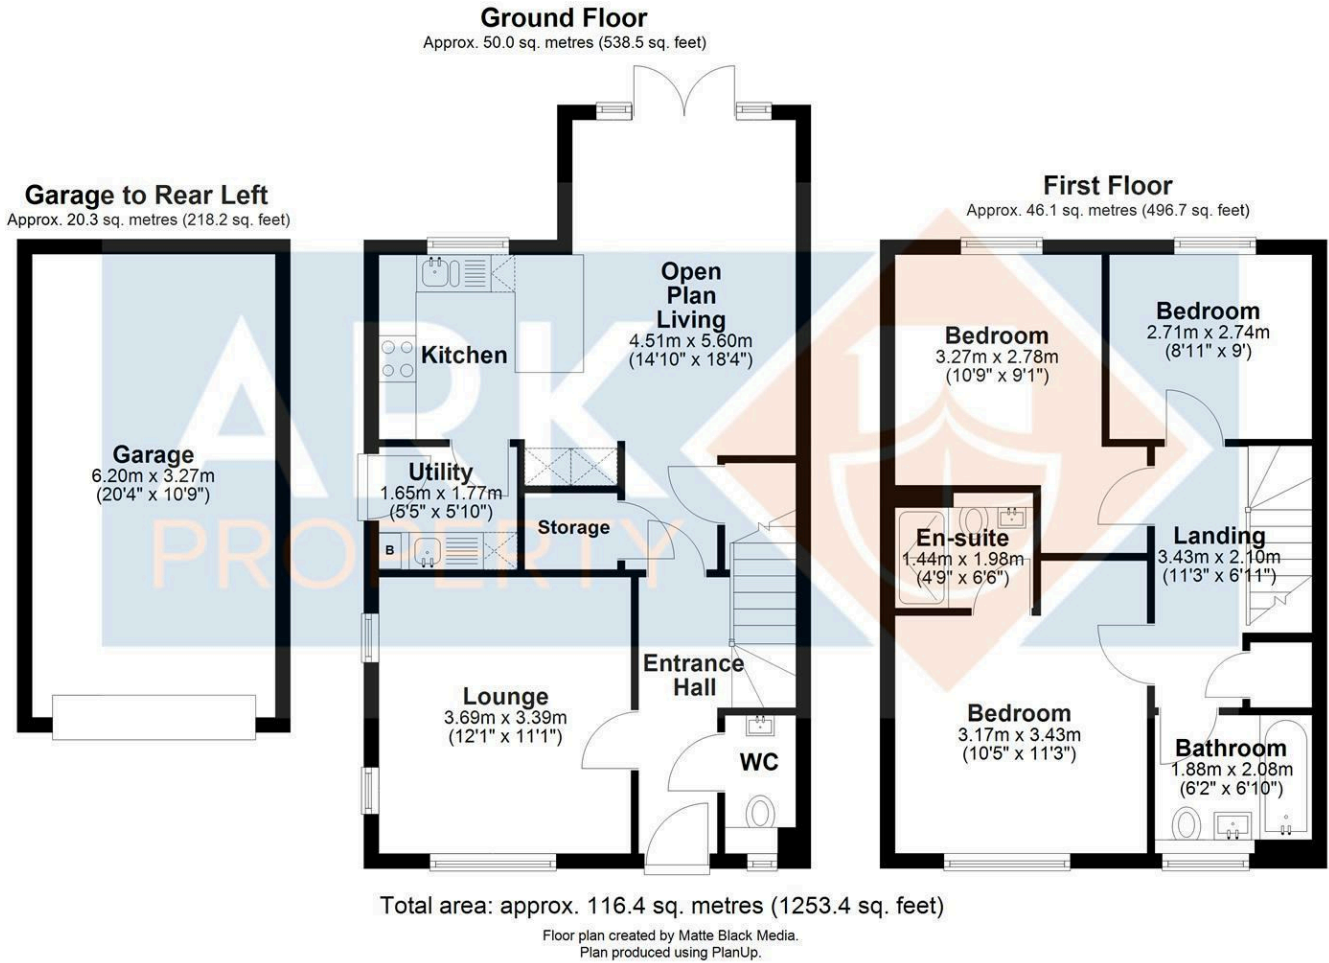 Ground Floor
Approx. 50.0 sq. metres (538.5 sq. feet)
Garage to Rear Left
Approx. 20.3 sq. metres (218.2 sq. feet)
First Floor
Approx. 46.1 sq. metres (496.7 sq. feet)
Open
Plan
Living
4.51m x 5.60m
(14'10" x 18'4")
Kitchen
Bedroom
3.27m x 2.78m
(10'9" x 9'1")
Bedroom
2.71m x 2.74m
(8'11" x 9')
Garage
6.20m x 3.27m
(20'4" x 10'9")
Utility
1.65m x 1.77m
(5'5" x 5'10")
B
Storage
En-suite
1.44m x 1.98m
(4'9" x 6'6")
Landing
3.43m x 2.10m
(11'3" x 6'11")
Entrance
Hall
Lounge
3.69m x 3.39m
(12'1" x 11'1")
WC
Bedroom
3.17m x 3.43m
(10'5" x 11'3")
Bathroom
1.88m x 2.08m
(6'2" x 6'10")
ARK
PROPERTY
Total area: approx. 116.4 sq. metres (1253.4 sq. feet)
Floor plan created by Matte Black Media.
Plan produced using PlanUp.